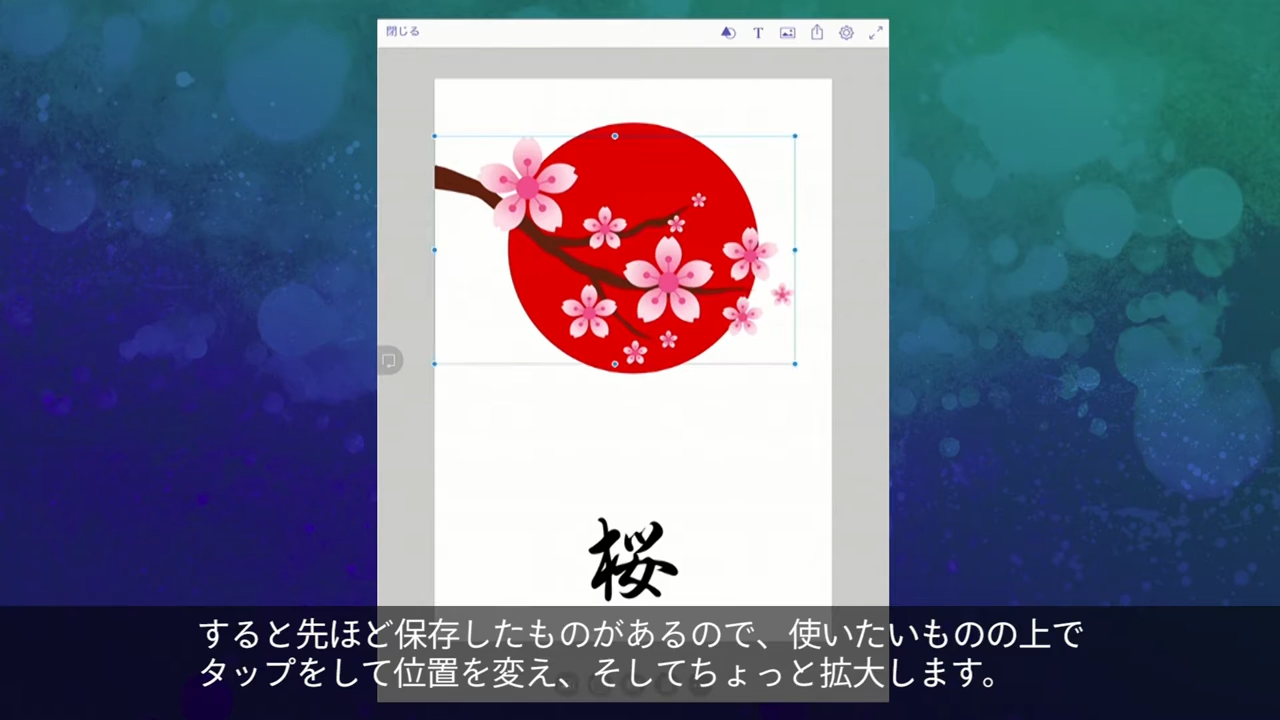 閉じる
T
桜
すると先ほど保存したものがあるので、使いたいものの上で
タップをして位置を変え、そしてちょっと拡大します。